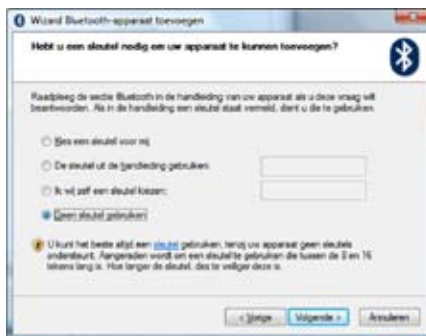 Wizard Bluetooth-apparaat toevoegen
Hebt u een sleutel nodig om uw apparaat te kunnen toevoegen?
Raadpleeg de sectie Bluetooth in de handleiding van uw apparaat als u deze vraag wilt
beantwoorden. Als in de handleiding een sleutel staat vermeld, dient u die te gebruiken.
Kies een sleutel voor mij
De sleutel uit de handleiding gebruiken:
Ik wil zelf een sleutel kiezen:
Geen sleutel gebruiken
U kunt het beste altijd een sleutel gebruiken, tenzij uw apparaat geen sleutels
ondersteunt. Aangeraden wordt om een sleutel te gebruiken die tussen de 8 en 16
tekens lang is. Hoe langer de sleutel, des te veiliger deze is.
< Vorige Volgende > Annuleren